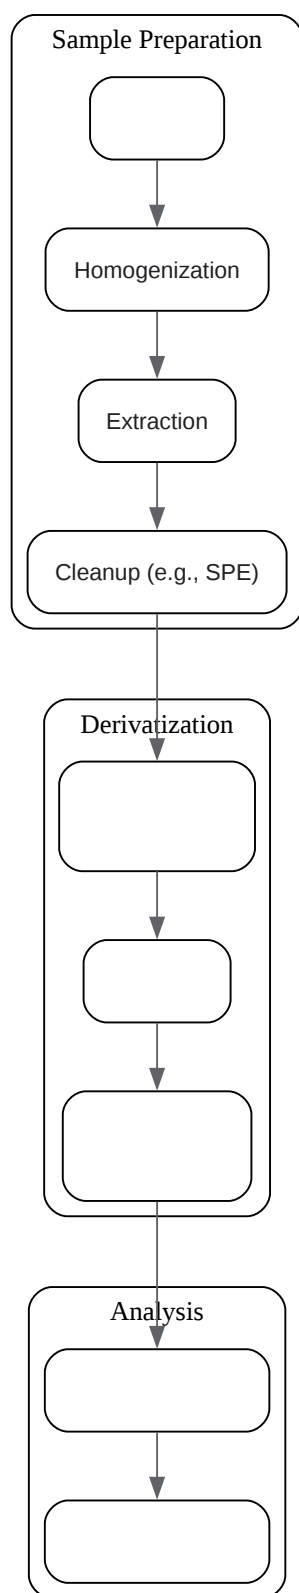 Sample Preparation
Homogenization
Extraction
Cleanup (e.g., SPE)
Derivatization
Analysis